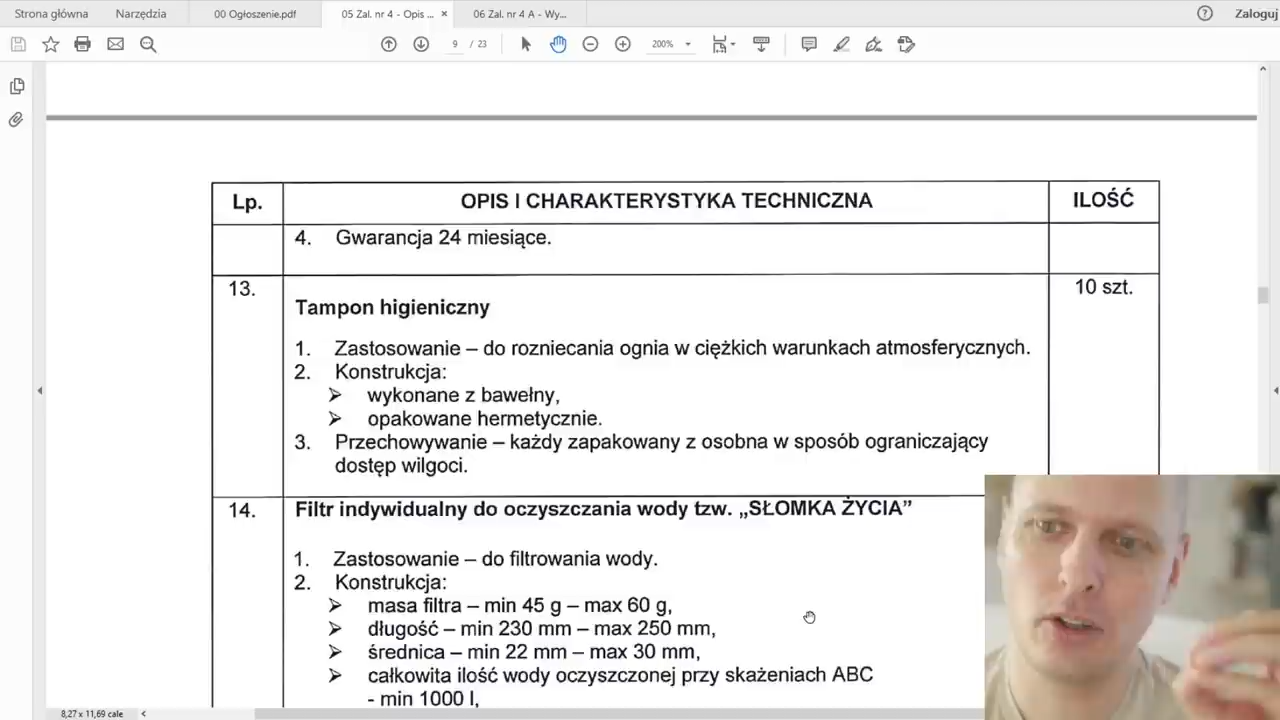 Strona główna Narzędzia 00 Ogłoszenie.pdf 05 Zal. nr 4 - Opis ... × 06 Zal. nr 4 A - Wy... Zaloguj
9 / 23 200%
Lp. OPIS I CHARAKTERYSTYKA TECHNICZNA ILOŚĆ
4. Gwarancja 24 miesiące.
13. 10 szt.
Tampon higieniczny
1. Zastosowanie – do rozniecania ognia w ciężkich warunkach atmosferycznych.
2. Konstrukcja:
➢ wykonane z bawełny,
➢ opakowane hermetycznie.
3. Przechowywanie – każdy zapakowany z osobna w sposób ograniczający
dostęp wilgoci.
14. Filtr indywidualny do oczyszczania wody tzw. „SŁOMKA ŻYCIA”
1. Zastosowanie – do filtrowania wody.
2. Konstrukcja:
➢ masa filtra – min 45 g – max 60 g,
➢ długość – min 230 mm – max 250 mm,
➢ średnica – min 22 mm – max 30 mm,
➢ całkowita ilość wody oczyszczonej przy skażeniach ABC
- min 1000 l,
8,27 x 11,69 cale